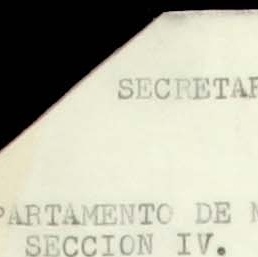 SECRETAR
PARTAMENTO DE N
SECCION IV.